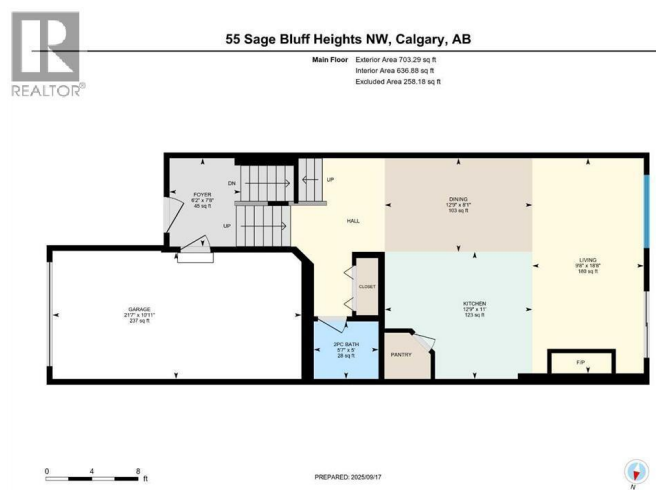 55 Sage Bluff Heights NW, Calgary, AB
Main Floor Exterior Area 703.29 sq ft
Interior Area 636.88 sq ft
Excluded Area 258.18 sq ft
R
REALTOR®
FOYER
6'2" x 7'8"
48 sq ft
DN
UP
UP
HALL
DINING
12'9" x 8'1"
103 sq ft
LIVING
9'8" x 18'8"
180 sq ft
KITCHEN
12'9" x 11'
123 sq ft
CLOSET
GARAGE
21'7" x 10'11"
237 sq ft
2PC BATH
5'7" x 5'
28 sq ft
PANTRY
F/P
0 4 8
ft
PREPARED: 2025/09/17
N